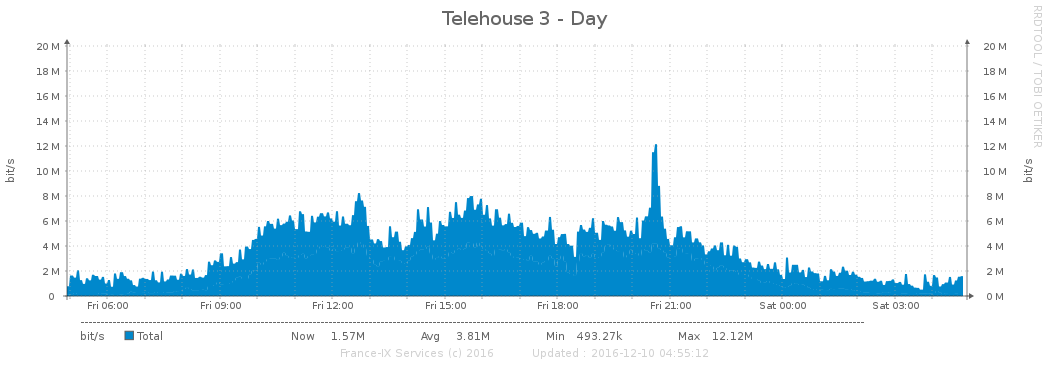 Telehouse 3 - Day
RRDTOOL / TOBI OETIKER
20 M 20 M
18 M 18 M
16 M 16 M
14 M 14 M
12 M 12 M
10 M 10 M
8 M 8 M
6 M 6 M
4 M 4 M
2 M 2 M
0 0 M
bit/s bit/s
Fri 06:00 Fri 09:00 Fri 12:00 Fri 15:00 Fri 18:00 Fri 21:00 Sat 00:00 Sat 03:00
bit/s Total Now 1.57M Avg 3.81M Min 493.27k Max 12.12M
France-IX Services (c) 2016 Updated : 2016-12-10 04:55:12